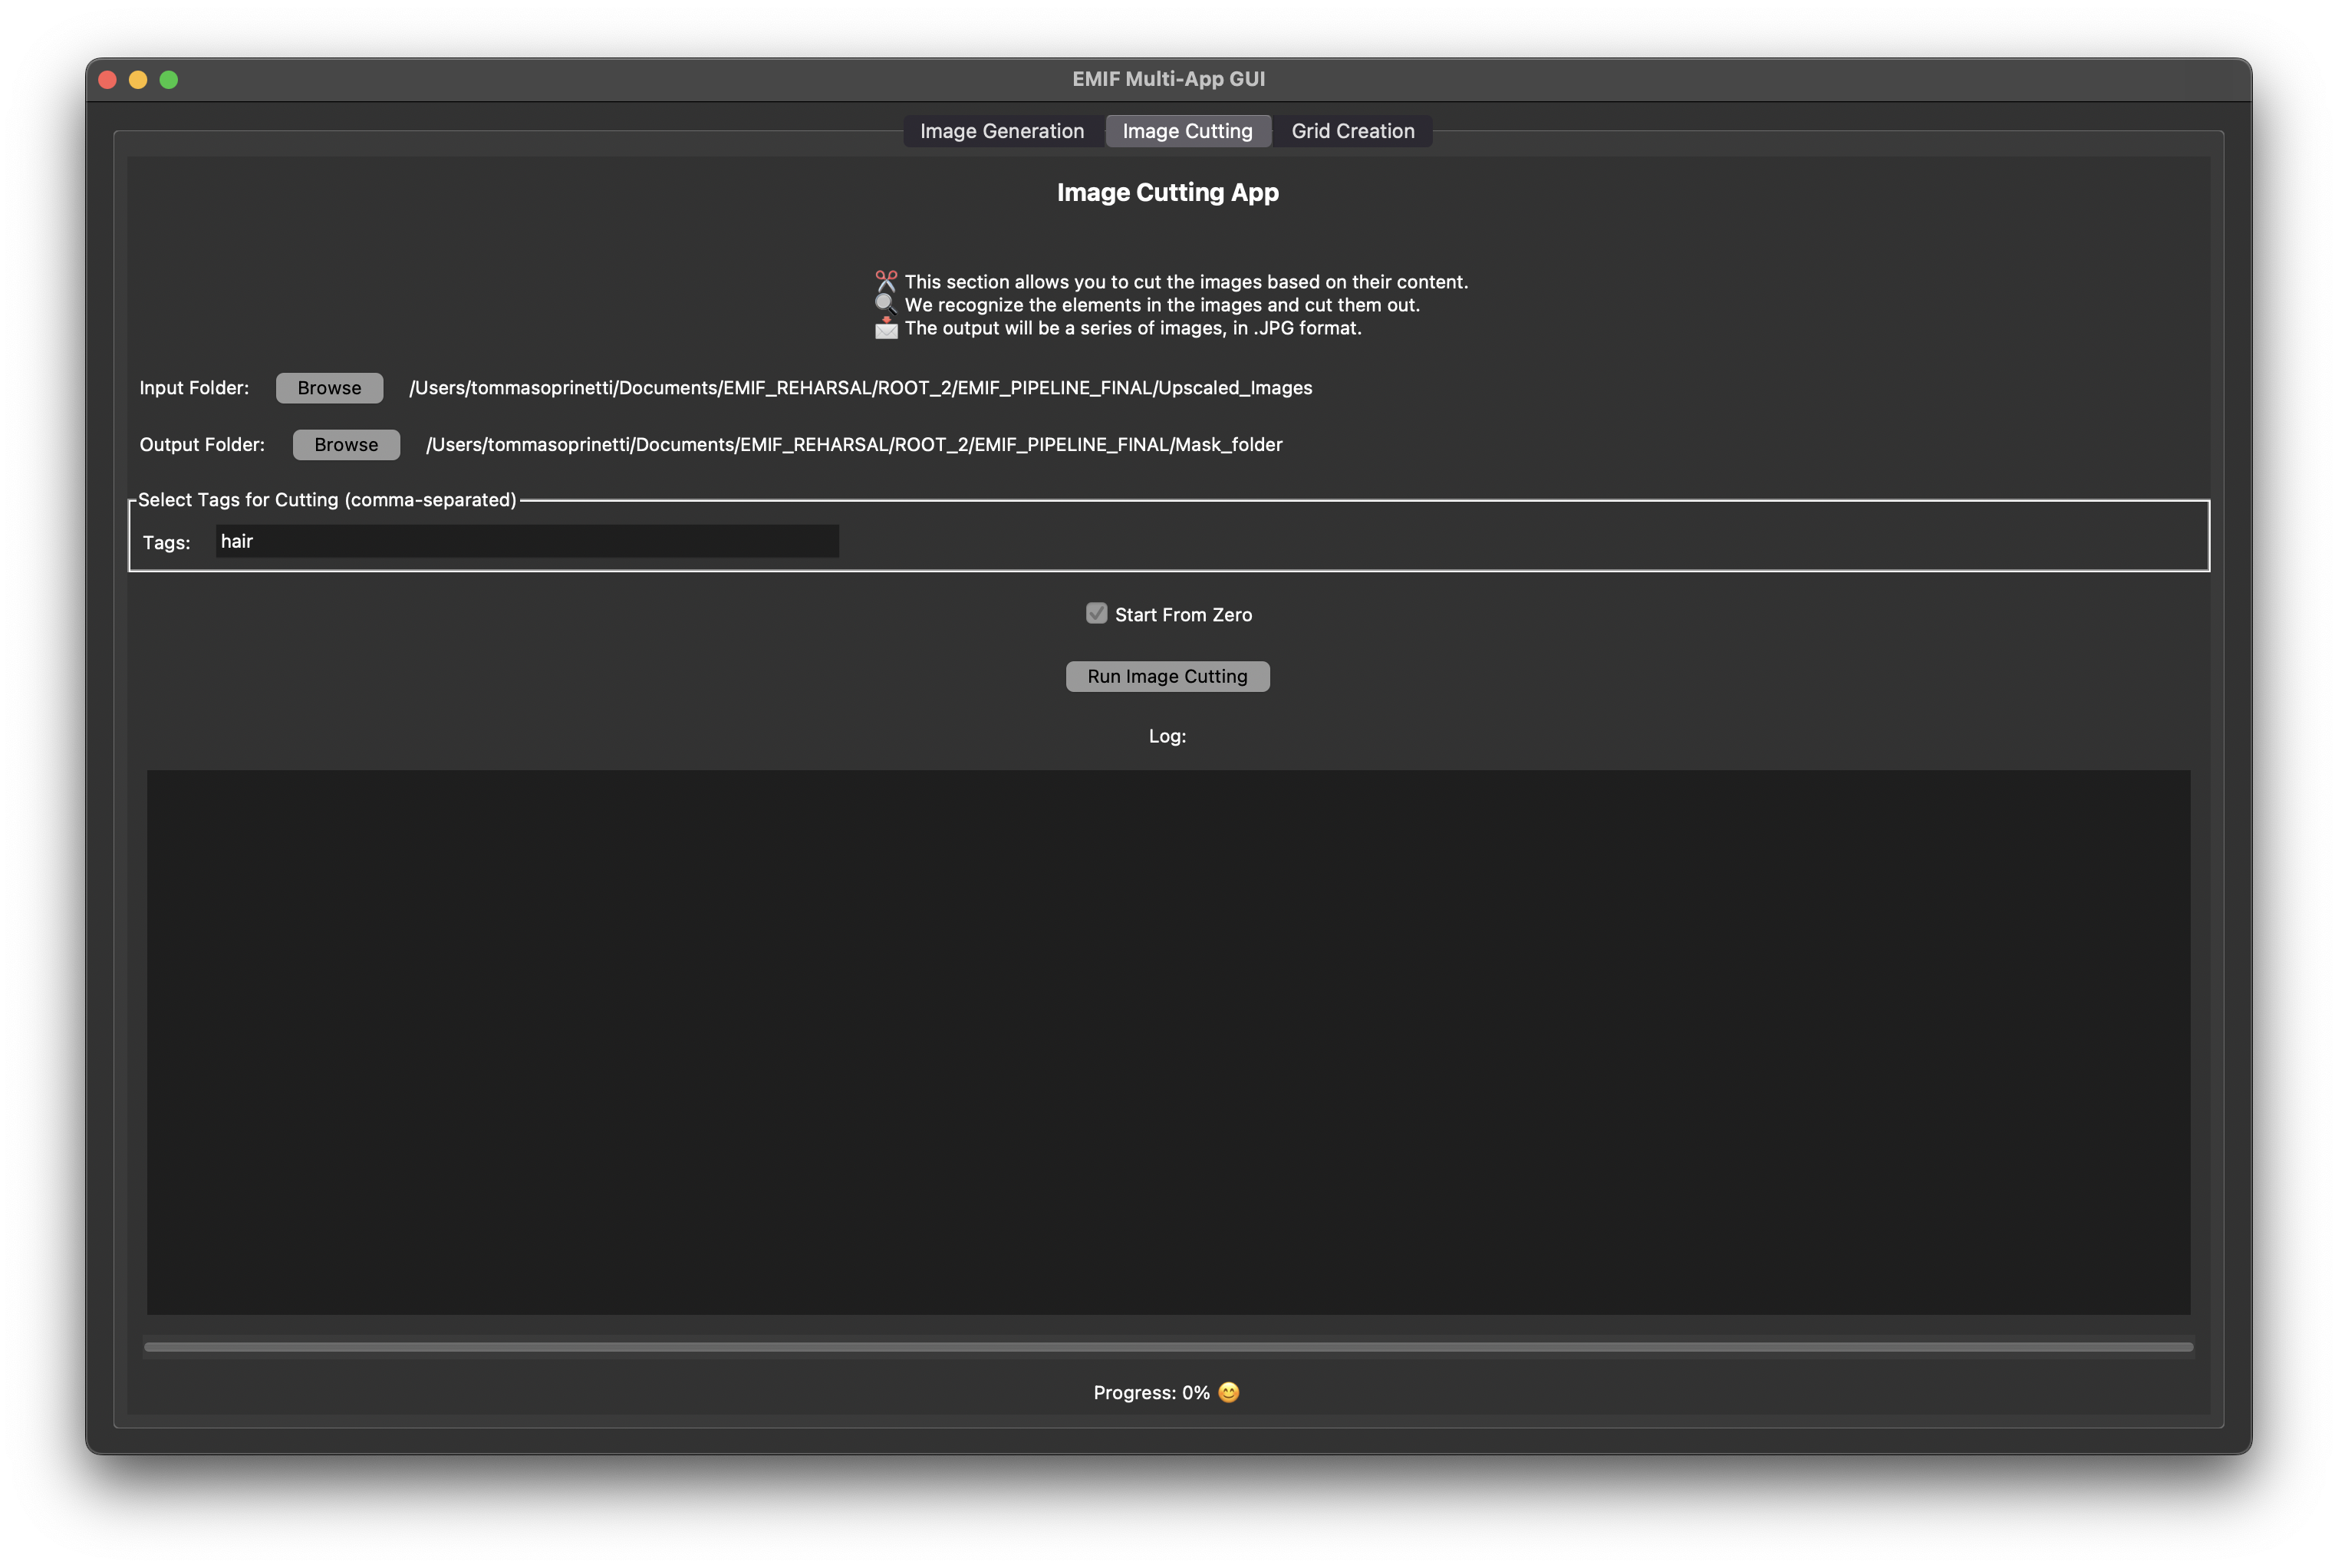 EMIF Multi-App GUI
Image Generation Image Cutting Grid Creation
Image Cutting App
✂️ This section allows you to cut the images based on their content.
🔍 We recognize the elements in the images and cut them out.
📩 The output will be a series of images, in .JPG format.
Input Folder: Browse /Users/tommasoprinetti/Documents/EMIF_REHARSAL/ROOT_2/EMIF_PIPELINE_FINAL/Upscaled_Images
Output Folder: Browse /Users/tommasoprinetti/Documents/EMIF_REHARSAL/ROOT_2/EMIF_PIPELINE_FINAL/Mask_folder
Select Tags for Cutting (comma-separated)
Tags: hair
Start From Zero
Run Image Cutting
Log:
Progress: 0% 😊